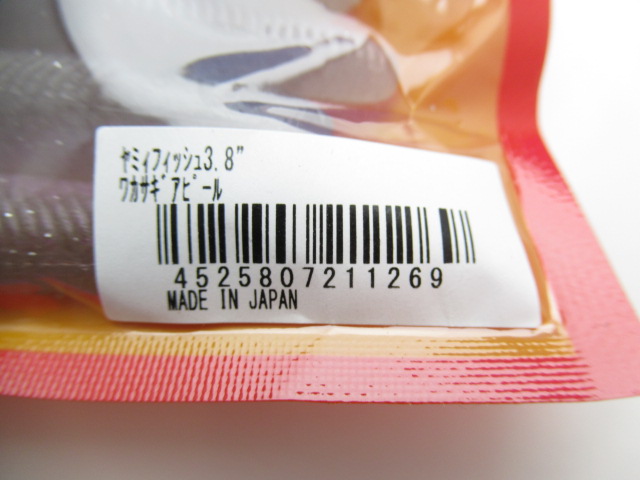 ﾔﾐｨﾌｨｯｼｭ3.8"
ﾜｶｻｷﾞｱﾋﾟｰﾙ
4525807211269
MADE IN JAPAN